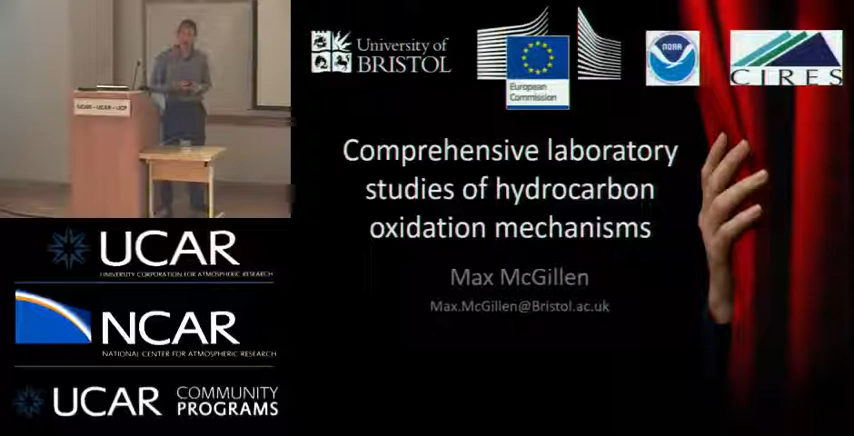 University of
BRISTOL
European
Commission
NOAA
CIRES
Comprehensive laboratory
studies of hydrocarbon
oxidation mechanisms
Max McGillen
Max.McGillen@Bristol.ac.uk
UCAR
UNIVERSITY CORPORATION FOR ATMOSPHERIC RESEARCH
NCAR
NATIONAL CENTER FOR ATMOSPHERIC RESEARCH
UCAR
COMMUNITY
PROGRAMS